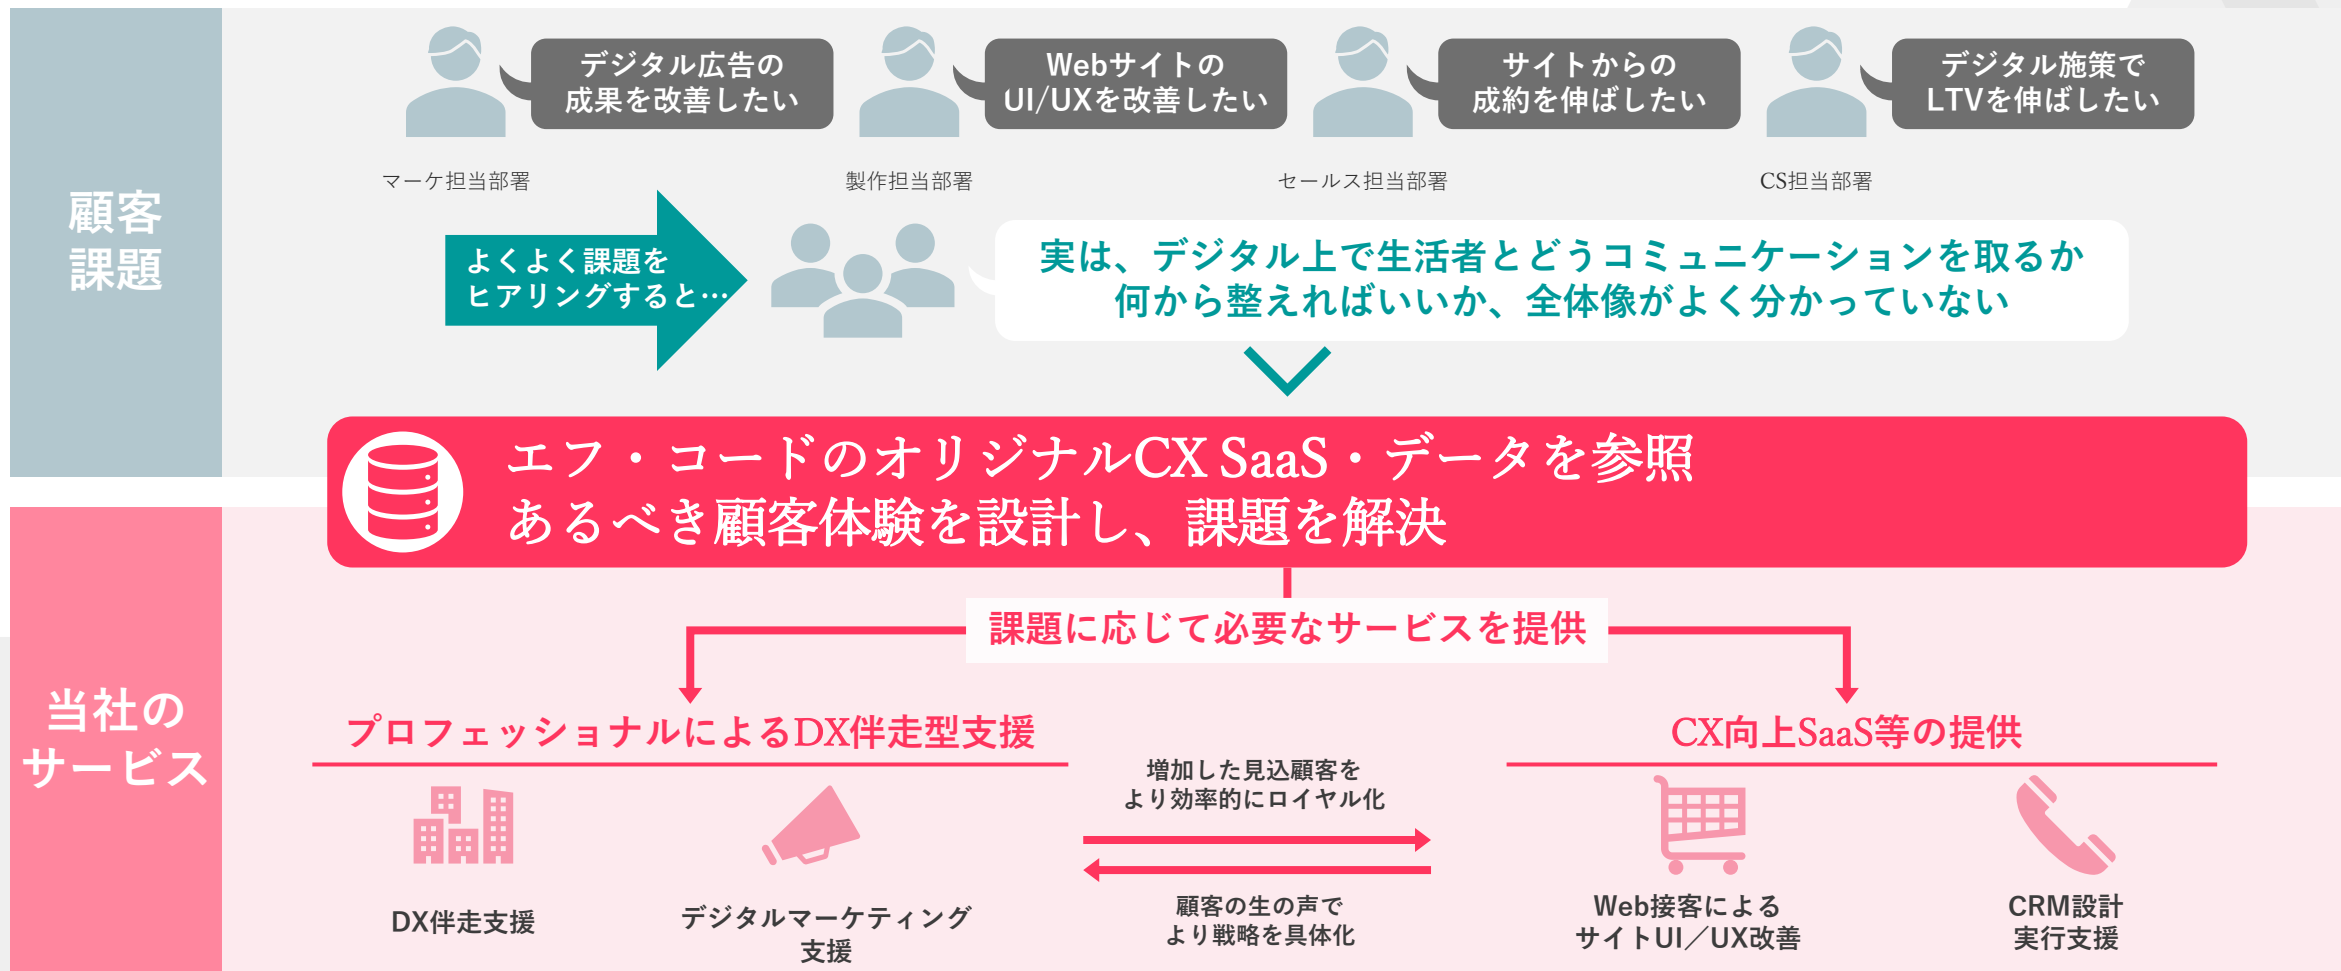 顧客
課題
デジタル広告の
成果を改善したい
Webサイトの
UI/UXを改善したい
サイトからの
成約を伸ばしたい
デジタル施策で
LTVを伸ばしたい
マーケ担当部署
製作担当部署
セールス担当部署
CS担当部署
よくよく課題を
ヒアリングすると…
実は、デジタル上で生活者とどうコミュニケーションを取るか
何から整えればいいか、全体像がよく分かっていない
エフ・コードのオリジナルCX SaaS・データを参照
あるべき顧客体験を設計し、課題を解決
当社の
サービス
課題に応じて必要なサービスを提供
プロフェッショナルによるDX伴走型支援
CX向上SaaS等の提供
増加した見込顧客を
より効率的にロイヤル化
顧客の生の声で
より戦略を具体化
DX伴走支援
デジタルマーケティング
支援
Web接客による
サイトUI／UX改善
CRM設計
実行支援